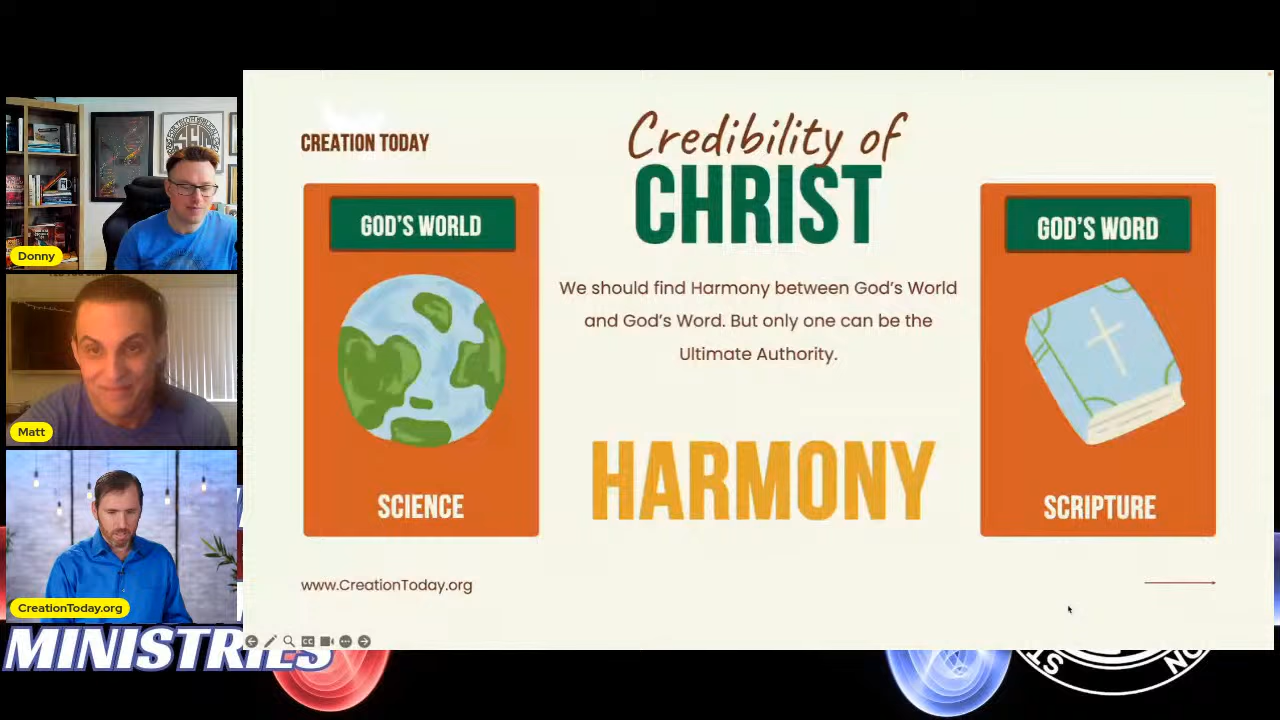 CREATION TODAY
Credibility of
CHRIST
GOD'S WORLD
GOD'S WORD
We should find Harmony between God's World
and God's Word. But only one can be the
Ultimate Authority.
HARMONY
SCIENCE
SCRIPTURE
www.CreationToday.org
Donny
Matt
CreationToday.org
MINISTRIES